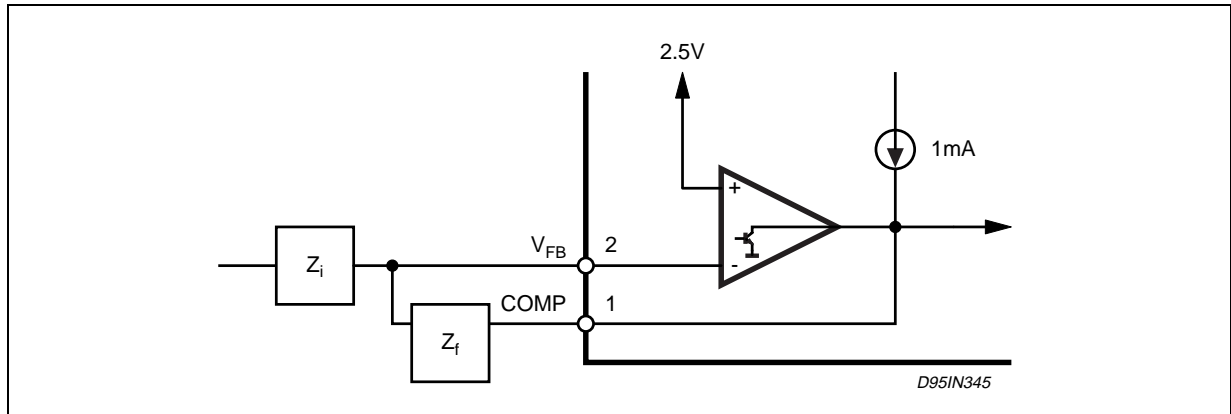 2.5V
1mA
+
Zi
VFB
2
-
COMP
1
Zf
D95IN345